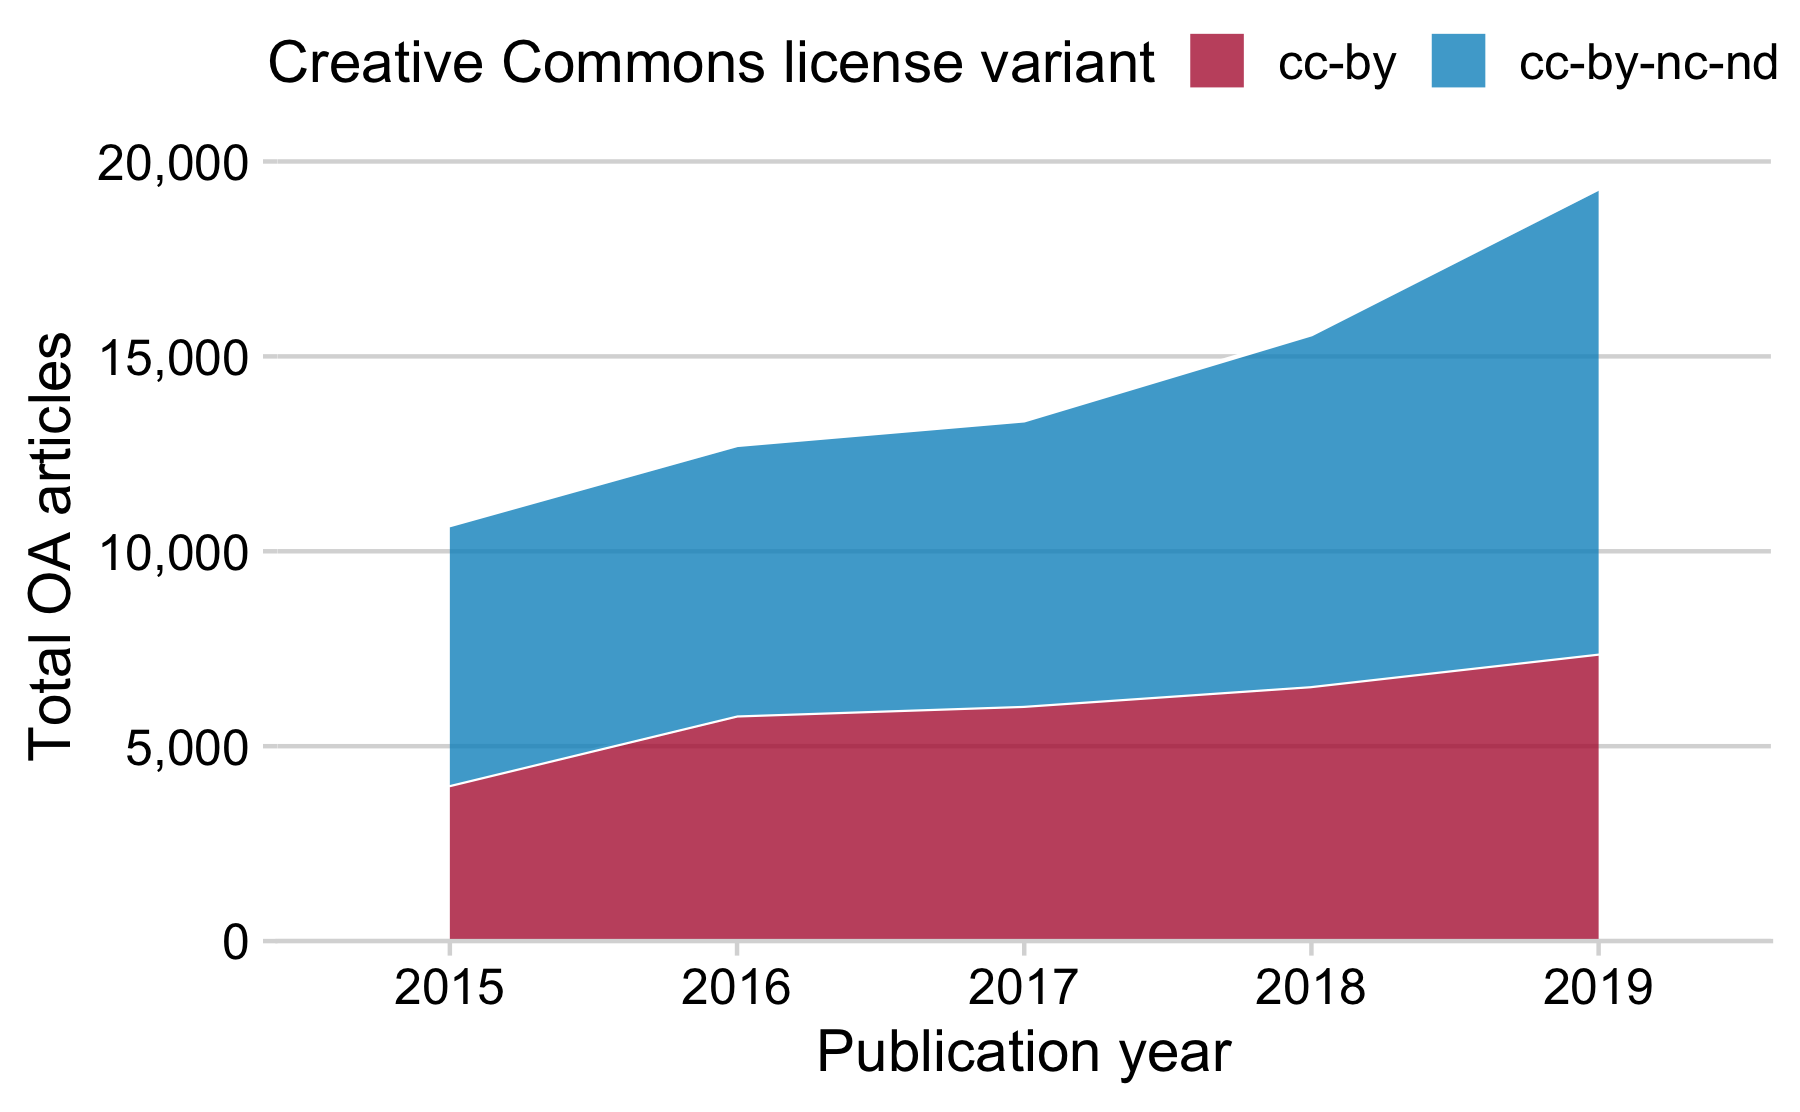 Creative Commons license variant cc-by cc-by-nc-nd
20,000
15,000
10,000
5,000
0
Total OA articles
2015 2016 2017 2018 2019
Publication year